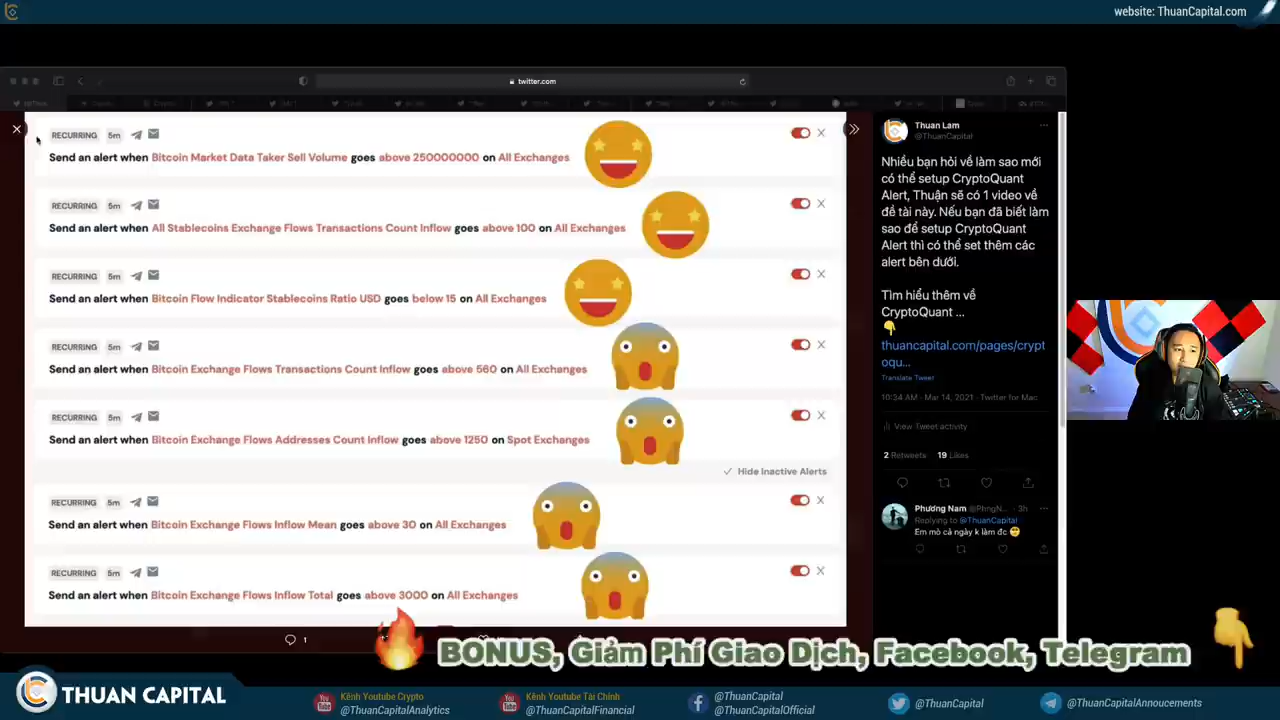 website: ThuanCapital.com
twitter.com
RECURRING 5m
Send an alert when Bitcoin Market Data Taker Sell Volume goes above 250000000 on All Exchanges
RECURRING 5m
Send an alert when All Stablecoins Exchange Flows Transactions Count Inflow goes above 100 on All Exchanges
RECURRING 5m
Send an alert when Bitcoin Flow Indicator Stablecoins Ratio USD goes below 15 on All Exchanges
RECURRING 5m
Send an alert when Bitcoin Exchange Flows Transactions Count Inflow goes above 560 on All Exchanges
RECURRING 5m
Send an alert when Bitcoin Exchange Flows Addresses Count Inflow goes above 1250 on Spot Exchanges
Hide Inactive Alerts
RECURRING 5m
Send an alert when Bitcoin Exchange Flows Inflow Mean goes above 30 on All Exchanges
RECURRING 5m
Send an alert when Bitcoin Exchange Flows Inflow Total goes above 3000 on All Exchanges
1
Thuan Lam
@ThuanCapital
Nhiều bạn hỏi về làm sao mới
có thể setup CryptoQuant
Alert, Thuận sẽ có 1 video về
đề tài này. Nếu bạn đã biết làm
sao để setup CryptoQuant
Alert thì có thể set thêm các
alert bên dưới.
Tìm hiểu thêm về
CryptoQuant ...
thuancapital.com/pages/crypt
oqu...
Translate Tweet
10:34 AM · Mar 14, 2021 · Twitter for Mac
View Tweet activity
2 Retweets 19 Likes
Phương Nam @PhngN... · 3h
Replying to @ThuanCapital
Em mò cả ngày k làm đc
BONUS, Giảm Phí Giao Dịch, Facebook, Telegram
THUAN CAPITAL
Kênh Youtube Crypto
@ThuanCapitalAnalytics
Kênh Youtube Tài Chính
@ThuanCapitalFinancial
@ThuanCapital
@ThuanCapitalOfficial
@ThuanCapital
@ThuanCapitalAnnoucements